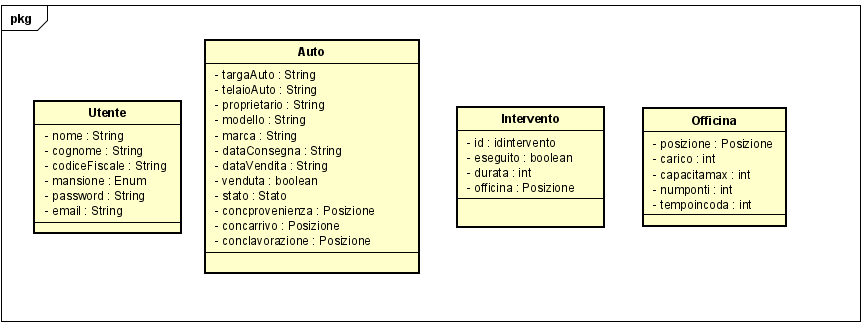 pkg
Utente
- nome : String
- cognome : String
- codiceFiscale : String
- mansione : Enum
- password : String
- email : String
Auto
- targaAuto : String
- telaioAuto : String
- proprietario : String
- modello : String
- marca : String
- dataConsegna : String
- dataVendita : String
- venduta : boolean
- stato : Stato
- concprovenienza : Posizione
- concarrivo : Posizione
- conclavorazione : Posizione
Intervento
- id : idintervento
- eseguito : boolean
- durata : int
- officina : Posizione
Officina
- posizione : Posizione
- carico : int
- capacitamax : int
- numponti : int
- tempoincoda : int